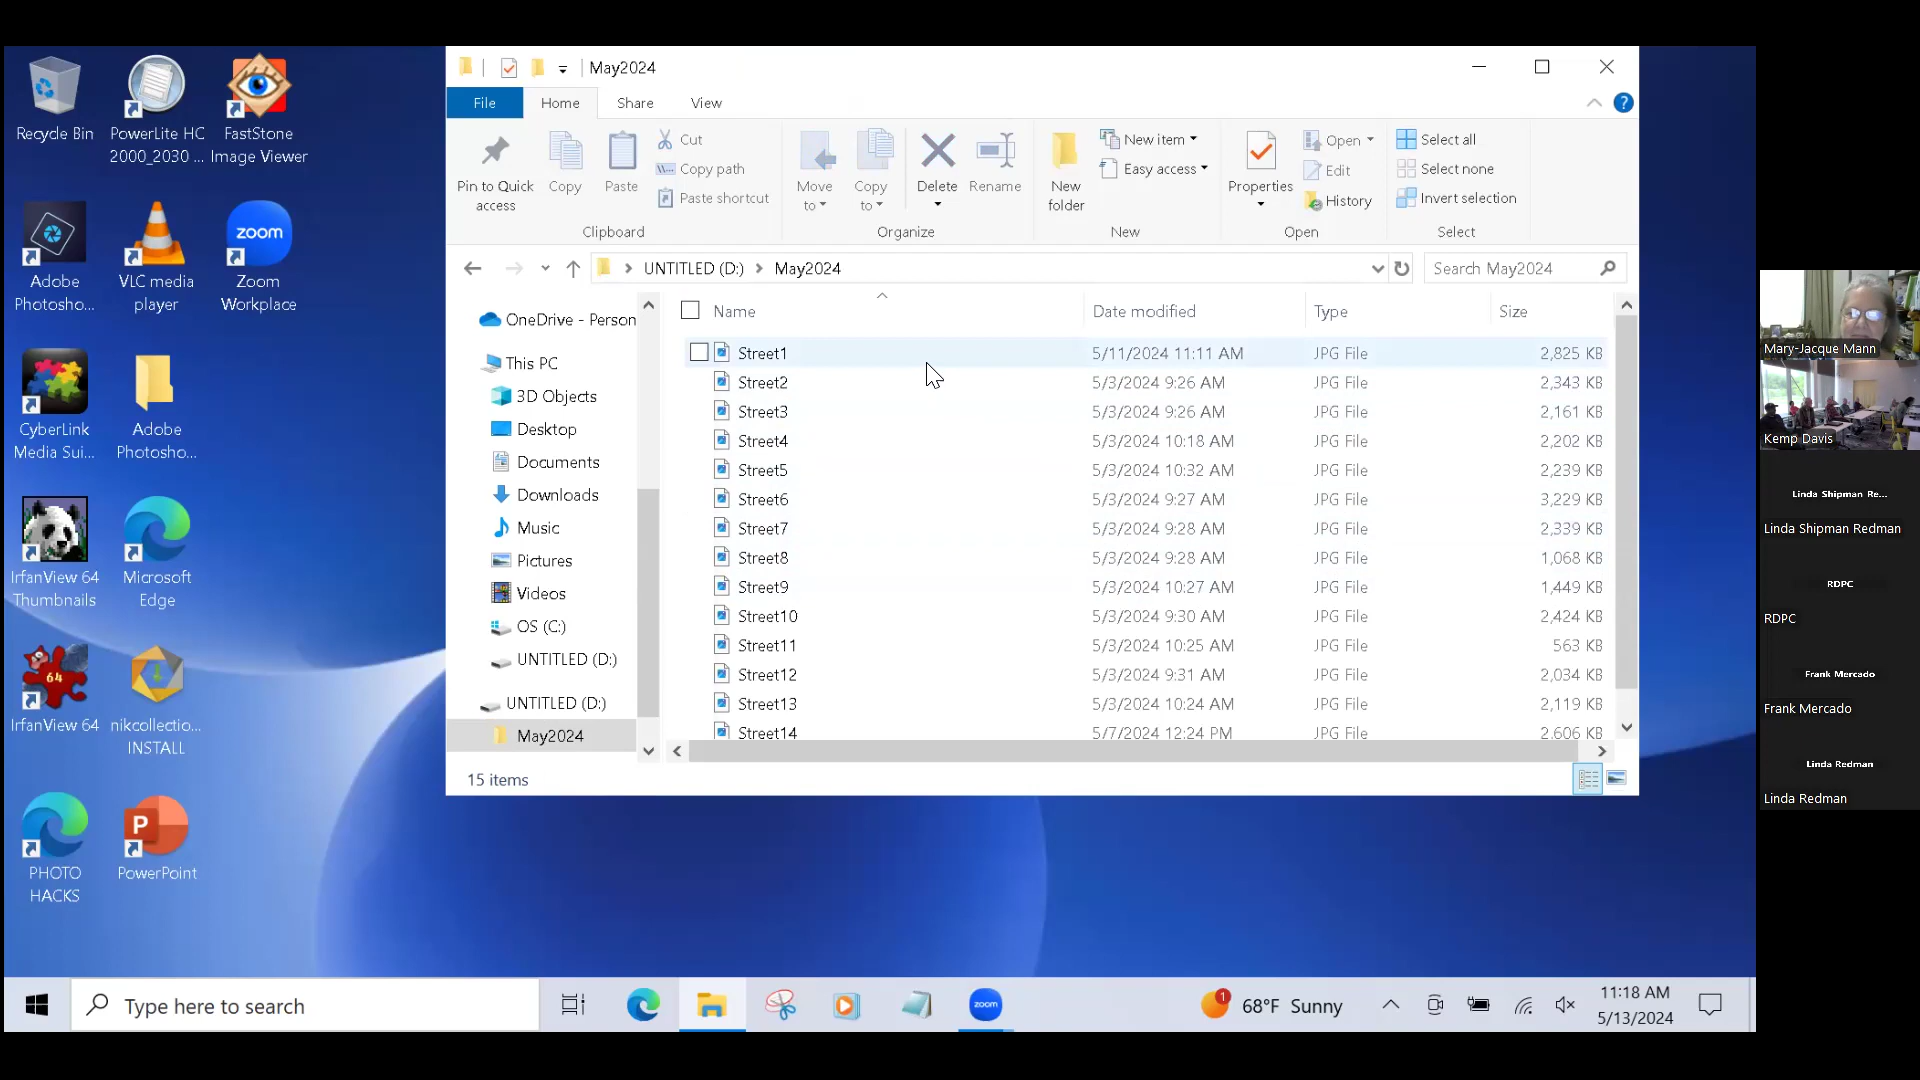 Recycle Bin
PowerLite HC
2000_2030 ...
FastStone
Image Viewer
Adobe
Photosho...
VLC media
player
zoom
Zoom
Workplace
CyberLink
Media Sui...
Adobe
Photosho...
IrfanView 64
Thumbnails
Microsoft
Edge
64
IrfanView 64
nikcollectio...
INSTALL
PHOTO
HACKS
P
PowerPoint
May2024
File
Home
Share
View
?
Pin to Quick
access
Copy
Paste
Cut
Copy path
Paste shortcut
Clipboard
Move
to
Copy
to
Delete
Rename
Organize
New
folder
New item
Easy access
New
Properties
Open
Edit
History
Open
Select all
Select none
Invert selection
Select
UNTITLED (D:) > May2024
Search May2024
OneDrive - Person
This PC
3D Objects
Desktop
Documents
Downloads
Music
Pictures
Videos
OS (C:)
UNTITLED (D:)
UNTITLED (D:)
May2024
Name Date modified Type Size
Street1 5/11/2024 11:11 AM JPG File 2,825 KB
Street2 5/3/2024 9:26 AM JPG File 2,343 KB
Street3 5/3/2024 9:26 AM JPG File 2,161 KB
Street4 5/3/2024 10:18 AM JPG File 2,202 KB
Street5 5/3/2024 10:32 AM JPG File 2,239 KB
Street6 5/3/2024 9:27 AM JPG File 3,229 KB
Street7 5/3/2024 9:28 AM JPG File 2,339 KB
Street8 5/3/2024 9:28 AM JPG File 1,068 KB
Street9 5/3/2024 10:27 AM JPG File 1,449 KB
Street10 5/3/2024 9:30 AM JPG File 2,424 KB
Street11 5/3/2024 10:25 AM JPG File 563 KB
Street12 5/3/2024 9:31 AM JPG File 2,034 KB
Street13 5/3/2024 10:24 AM JPG File 2,119 KB
Street14 5/7/2024 12:24 PM JPG File 2,606 KB
15 items
Type here to search
zoom
1
68°F Sunny
11:18 AM
5/13/2024
Mary-Jacque Mann
Kemp Davis
Linda Shipman Re...
Linda Shipman Redman
RDPC
RDPC
Frank Mercado
Frank Mercado
Linda Redman
Linda Redman